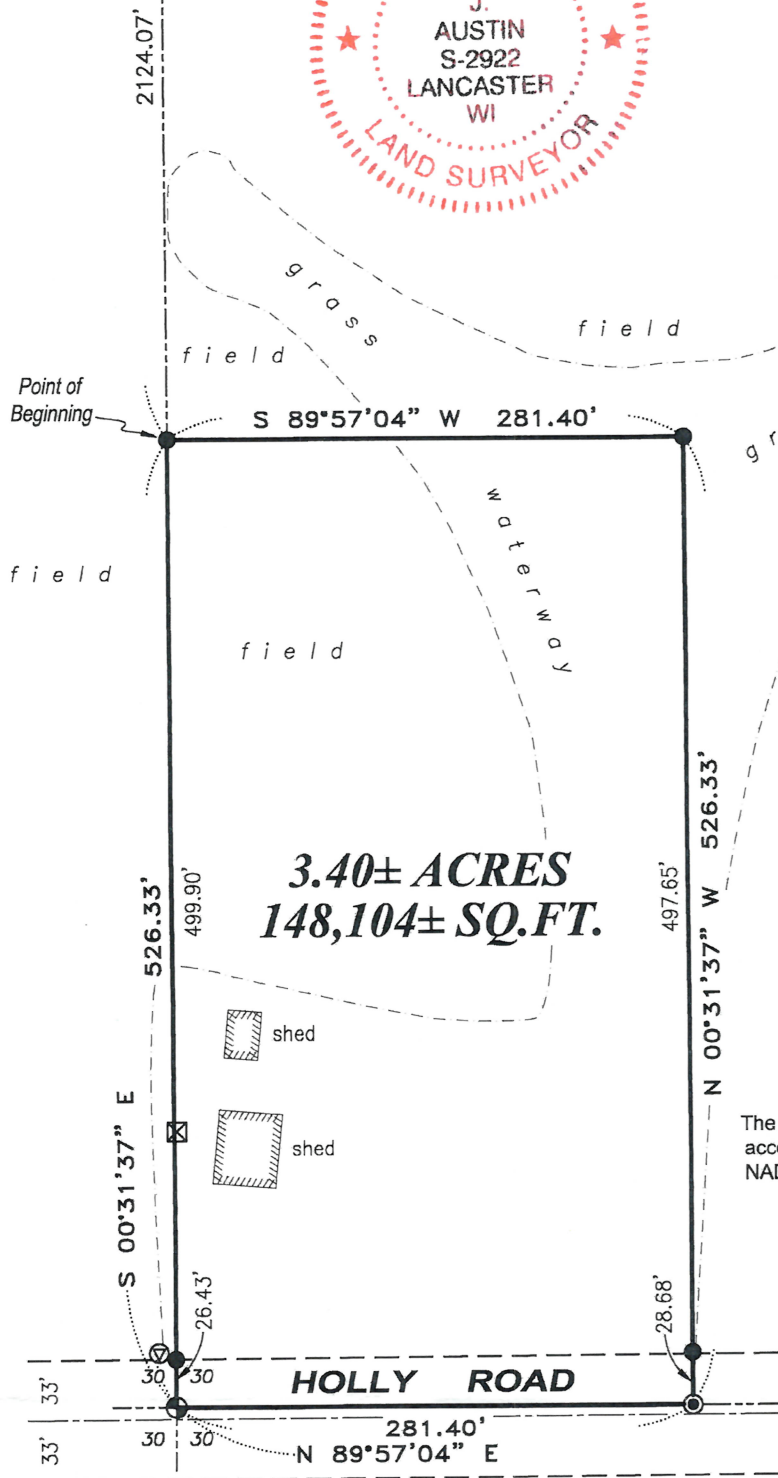 J.
AUSTIN
S-2922
LANCASTER
WI
LAND SURVEYOR
2124.07'
grass
field
field
Point of
Beginning
S 89°57'04" W 281.40'
gr
waterway
field
field
526.33'
499.90'
3.40± ACRES
148,104± SQ.FT.
497.65'
N 00°31'37" W 526.33'
shed
shed
S 00°31'37" E
The
acc
NAD
26.43'
28.68'
30 30
33'
HOLLY ROAD
33'
30 30
281.40'
N 89°57'04" E